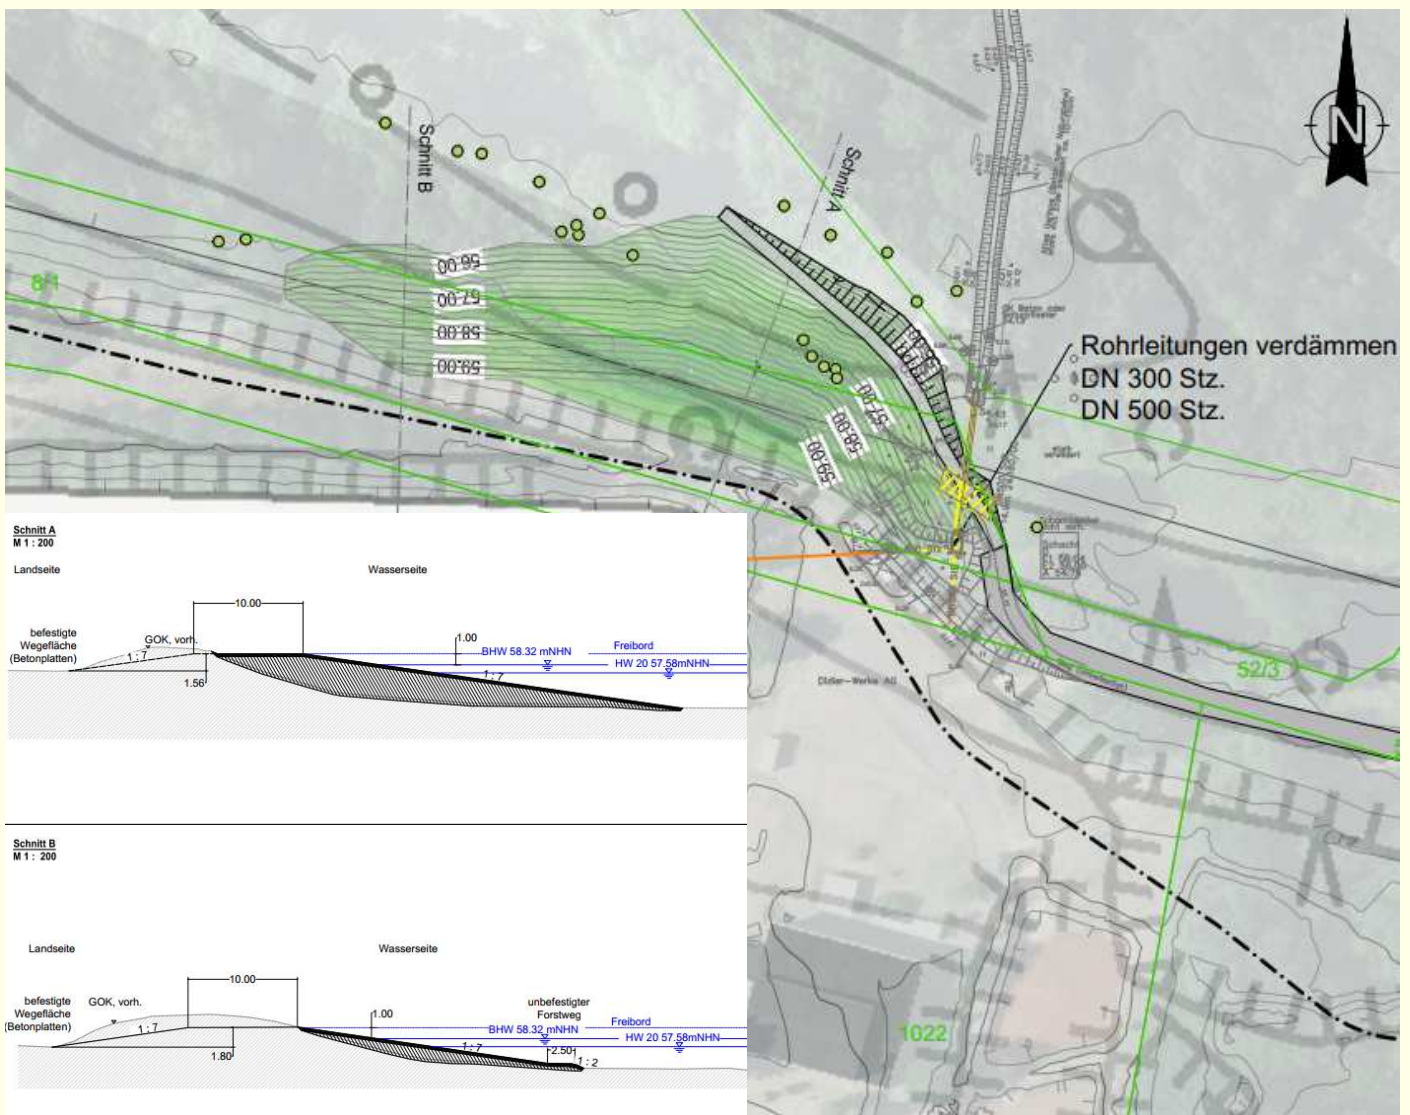 N
Schnitt B
Schnitt A
8/1
56.00
57.00
58.00
59.00
57.00
58.00
59.00
Rohrleitungen verdämmen
DN 300 Stz.
DN 500 Stz.
Schacht
52/3
1022
Schnitt A
M 1 : 200
Landseite
Wasserseite
10.00
befestigte
Wegefläche
(Betonplatten)
GOK, vorh.
1 : 7
1.56
1.00
BHW 58.32 mNHN
Freibord
HW 20 57.58mNHN
1 : 7
Schnitt B
M 1 : 200
Landseite
Wasserseite
10.00
befestigte
Wegefläche
(Betonplatten)
GOK, vorh.
1 : 7
1.80
1.00
unbefestigter
Forstweg
BHW 58.32 mNHN
Freibord
HW 20 57.58mNHN
1 : 7
2.50
1 : 2